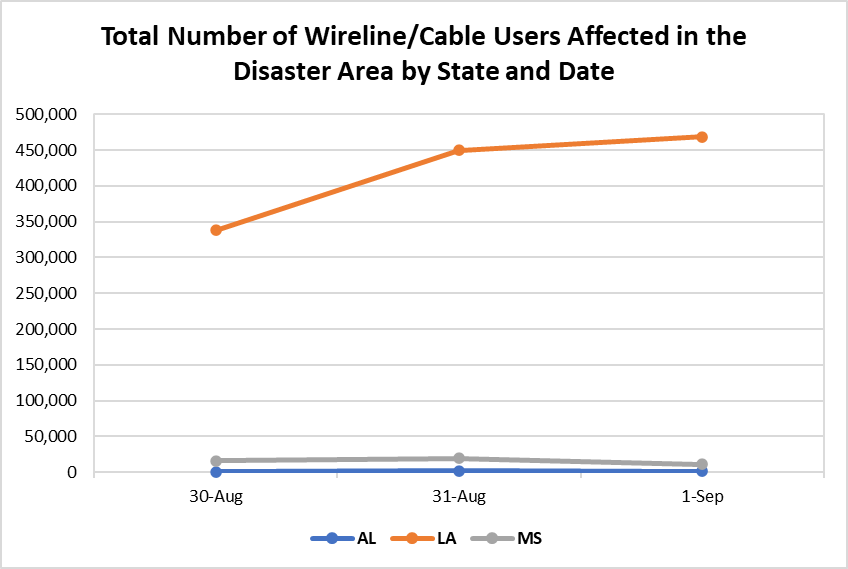 Total Number of Wireline/Cable Users Affected in the
Disaster Area by State and Date
500,000
450,000
400,000
350,000
300,000
250,000
200,000
150,000
100,000
50,000
0
30-Aug 31-Aug 1-Sep
AL LA MS